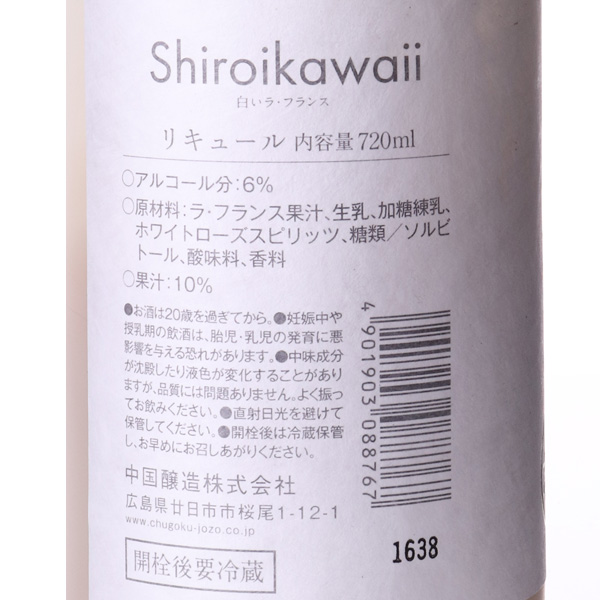 Shiroikawaii
白いラ・フランス
リキュール 内容量720ml
○アルコール分:6%
○原材料:ラ・フランス果汁、生乳、加糖練乳、
ホワイトローズスピリッツ、糖類／ソルビ
トール、酸味料、香料
○果汁:10%
●お酒は20歳を過ぎてから。●妊娠中や
授乳期の飲酒は、胎児・乳児の発育に悪
影響を与える恐れがあります。●中味成分
が沈殿したり液色が変化することがあり
ますが、品質には問題ありません。よく振っ
てお飲みください。●直射日光を避けて
保管してください。●開栓後は冷蔵保管
し、お早めにお召しあがりください。
4901903088767
中国醸造株式会社
広島県廿日市市桜尾1-12-1
www.chugoku-jozo.co.jp
開栓後要冷蔵
1638